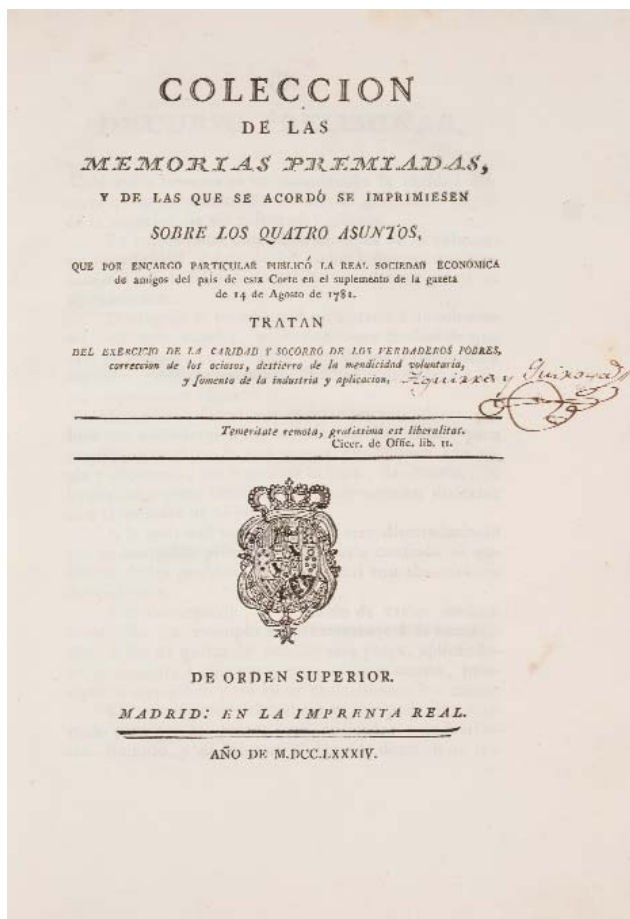 COLECCION
DE LAS
MEMORIAS PREMIADAS,
Y DE LAS QUE SE ACORDÓ SE IMPRIMIESEN
SOBRE LOS QUATRO ASUNTOS,
QUE POR ENCARGO PARTICULAR PUBLICÓ LA REAL SOCIEDAD ECONÓMICA
de amigos del pais de esta Corte en el suplemento de la gazeta
de 14 de Agosto de 1781.
TRATAN
DEL EXERCICIO DE LA CARIDAD Y SOCORRO DE LOS VERDADEROS POBRES,
correccion de los ociosos, destierro de la mendicidad voluntaria,
y fomento de la industria y aplicacion, Aguirra y Quiroga
Temeritate remota, gratissima est liberalitas.
Cicer. de Offic. lib. II.
DE ORDEN SUPERIOR.
MADRID: EN LA IMPRENTA REAL.
AÑO DE M.DCC.LXXXIV.